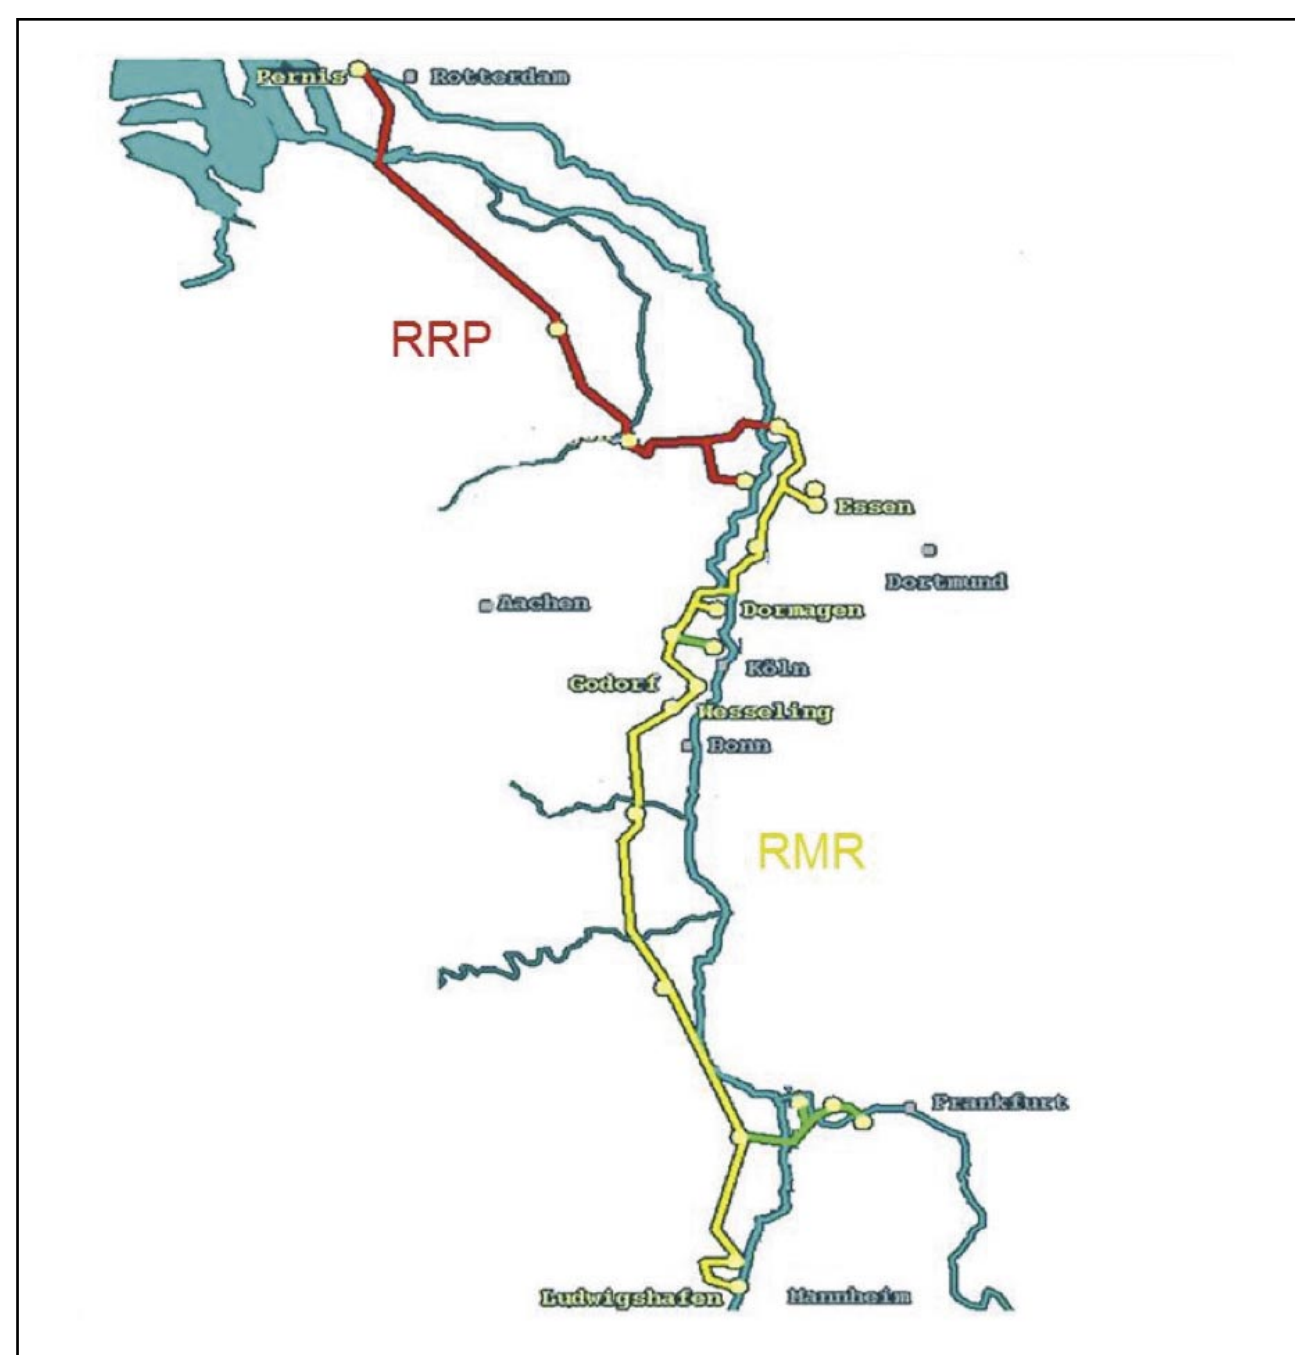 Pernis
Rotterdam
RRP
Essen
Dortmund
Aachen
Dormagen
Köln
Godorf
Wesseling
Bonn
RMR
Frankfurt
Ludwigshafen
Mannheim